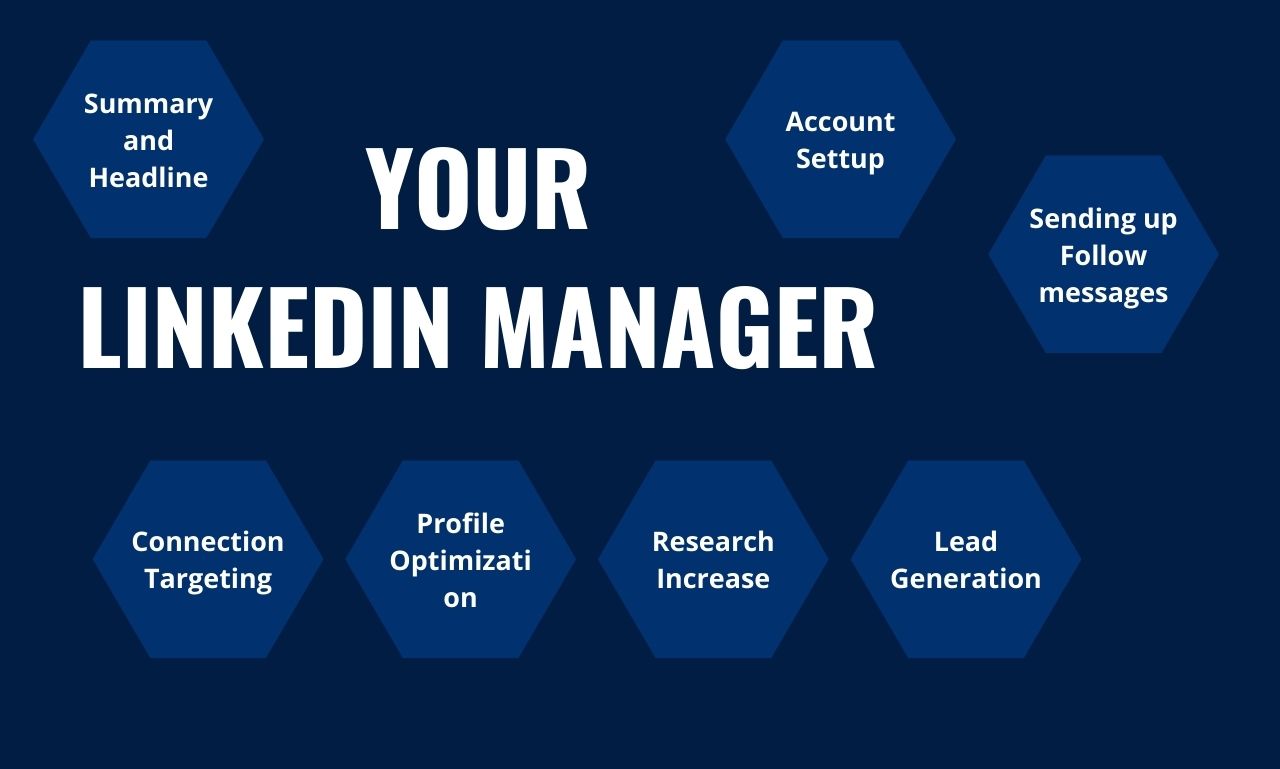 Summary
and
Headline
YOUR
LINKEDIN MANAGER
Account
Settup
Sending up
Follow
messages
Connection
Targeting
Profile
Optimizati
on
Research
Increase
Lead
Generation